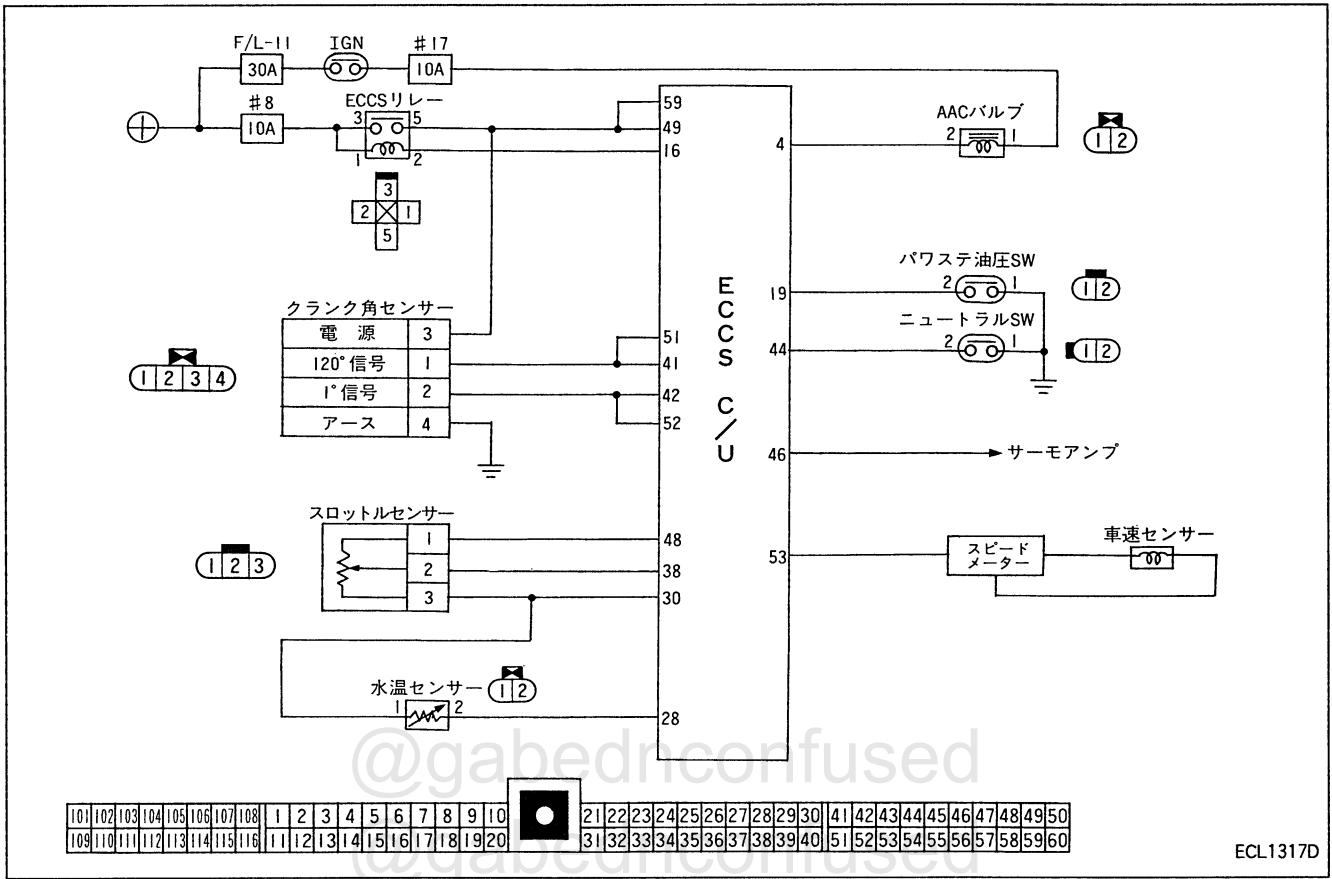 F/L-11 IGN #17
30A 10A
#8 ECCSリレー
10A 3 5
1 2
3
2 1
5
59
49
16
4
AACバルブ
2 1
1 2
パワステ油圧SW
19 2 1
1 2
ニュートラルSW
44 2 1
1 2
ECCS C/U
クランク角センサー
電源 3
120°信号 1
1°信号 2
アース 4
1 2 3 4
51
41
42
52
46 サーモアンプ
スロットルセンサー
1
2
3
1 2 3
48
38
30
53
スピードメーター
車速センサー
水温センサー
1 2
1 2
28
@gabednconfused
101 102 103 104 105 106 107 108 1 2 3 4 5 6 7 8 9 10 21 22 23 24 25 26 27 28 29 30 41 42 43 44 45 46 47 48 49 50
109 110 111 112 113 114 115 116 11 12 13 14 15 16 17 18 19 20 31 32 33 34 35 36 37 38 39 40 51 52 53 54 55 56 57 58 59 60
@gabednconfused
ECL1317D